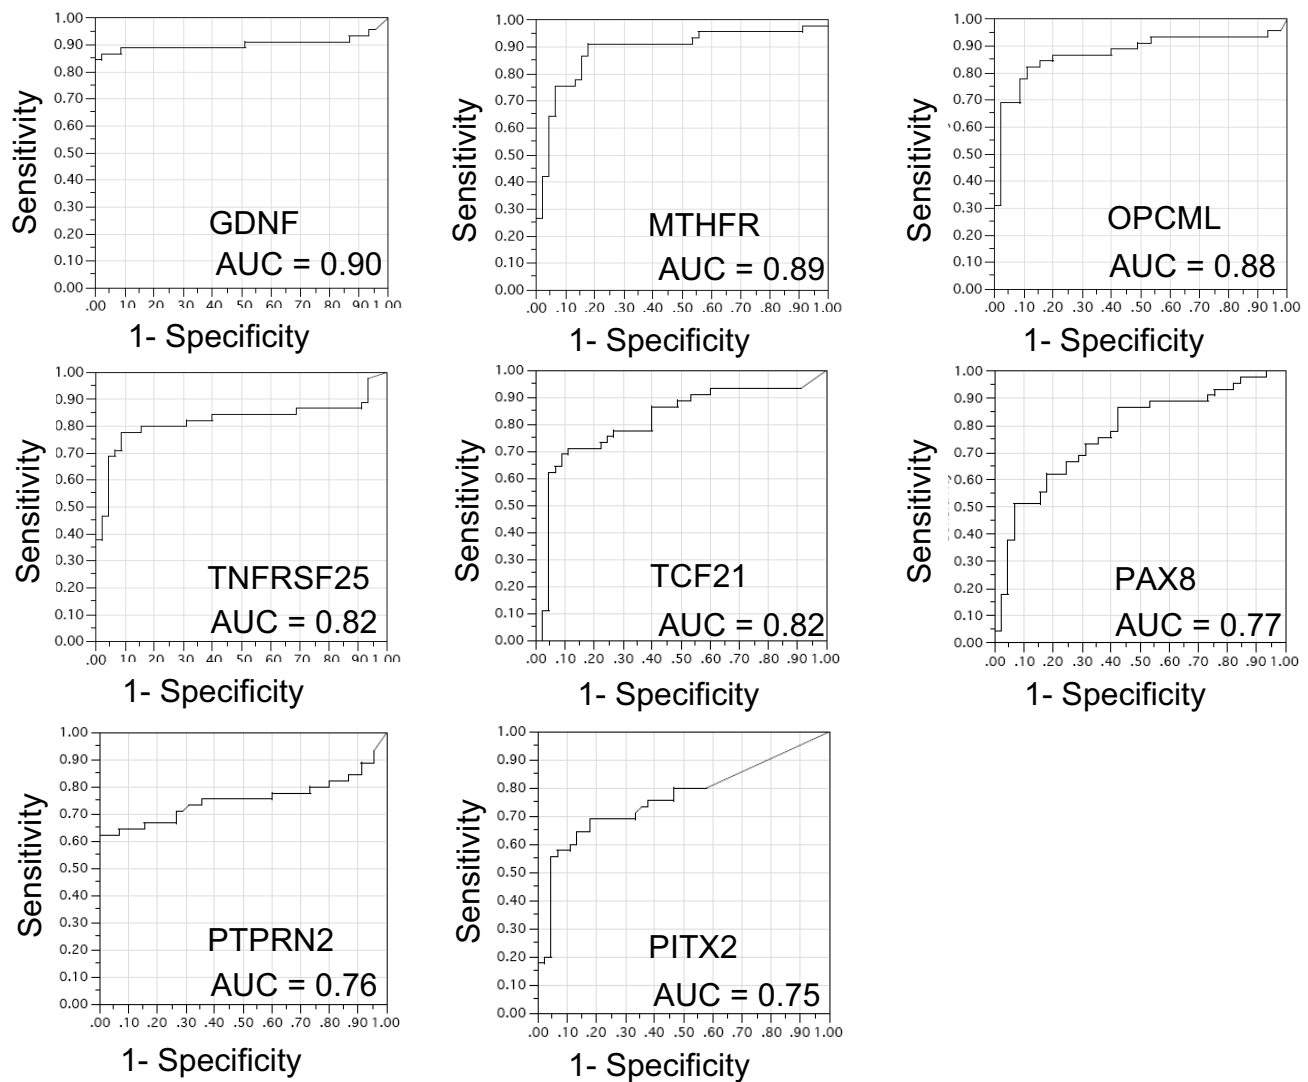 1.00
0.90
0.80
0.70
0.60
0.50
0.40
0.30
0.20
0.10
0.00
Sensitivity
GDNF
AUC = 0.90
.00 .10 .20 .30 .40 .50 .60 .70 .80 .90 1.00
1- Specificity
1.00
0.90
0.80
0.70
0.60
0.50
0.40
0.30
0.20
0.10
0.00
Sensitivity
MTHFR
AUC = 0.89
.00 .10 .20 .30 .40 .50 .60 .70 .80 .90 1.00
1- Specificity
1.00
0.90
0.80
0.70
0.60
0.50
0.40
0.30
0.20
0.10
0.00
Sensitivity
OPCML
AUC = 0.88
.00 .10 .20 .30 .40 .50 .60 .70 .80 .90 1.00
1- Specificity
1.00
0.90
0.80
0.70
0.60
0.50
0.40
0.30
0.20
0.10
0.00
Sensitivity
TNFRSF25
AUC = 0.82
.00 .10 .20 .30 .40 .50 .60 .70 .80 .90 1.00
1- Specificity
1.00
0.90
0.80
0.70
0.60
0.50
0.40
0.30
0.20
0.10
0.00
Sensitivity
TCF21
AUC = 0.82
.00 .10 .20 .30 .40 .50 .60 .70 .80 .90 1.00
1- Specificity
1.00
0.90
0.80
0.70
0.60
0.50
0.40
0.30
0.20
0.10
0.00
Sensitivity
PAX8
AUC = 0.77
.00 .10 .20 .30 .40 .50 .60 .70 .80 .90 1.00
1- Specificity
1.00
0.90
0.80
0.70
0.60
0.50
0.40
0.30
0.20
0.10
0.00
Sensitivity
PTPRN2
AUC = 0.76
.00 .10 .20 .30 .40 .50 .60 .70 .80 .90 1.00
1- Specificity
1.00
0.90
0.80
0.70
0.60
0.50
0.40
0.30
0.20
0.10
0.00
Sensitivity
PITX2
AUC = 0.75
.00 .10 .20 .30 .40 .50 .60 .70 .80 .90 1.00
1- Specificity